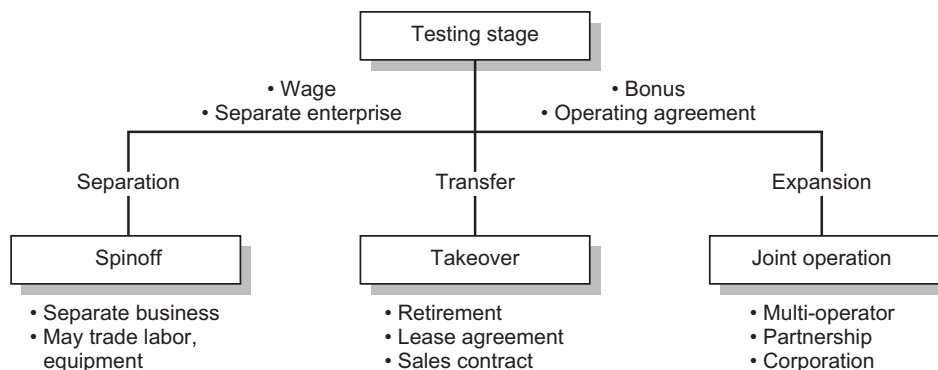 Testing stage
• Wage
• Separate enterprise
• Bonus
• Operating agreement
Separation
Transfer
Expansion
Spinoff
Takeover
Joint operation
• Separate business
• May trade labor,
equipment
• Retirement
• Lease agreement
• Sales contract
• Multi-operator
• Partnership
• Corporation